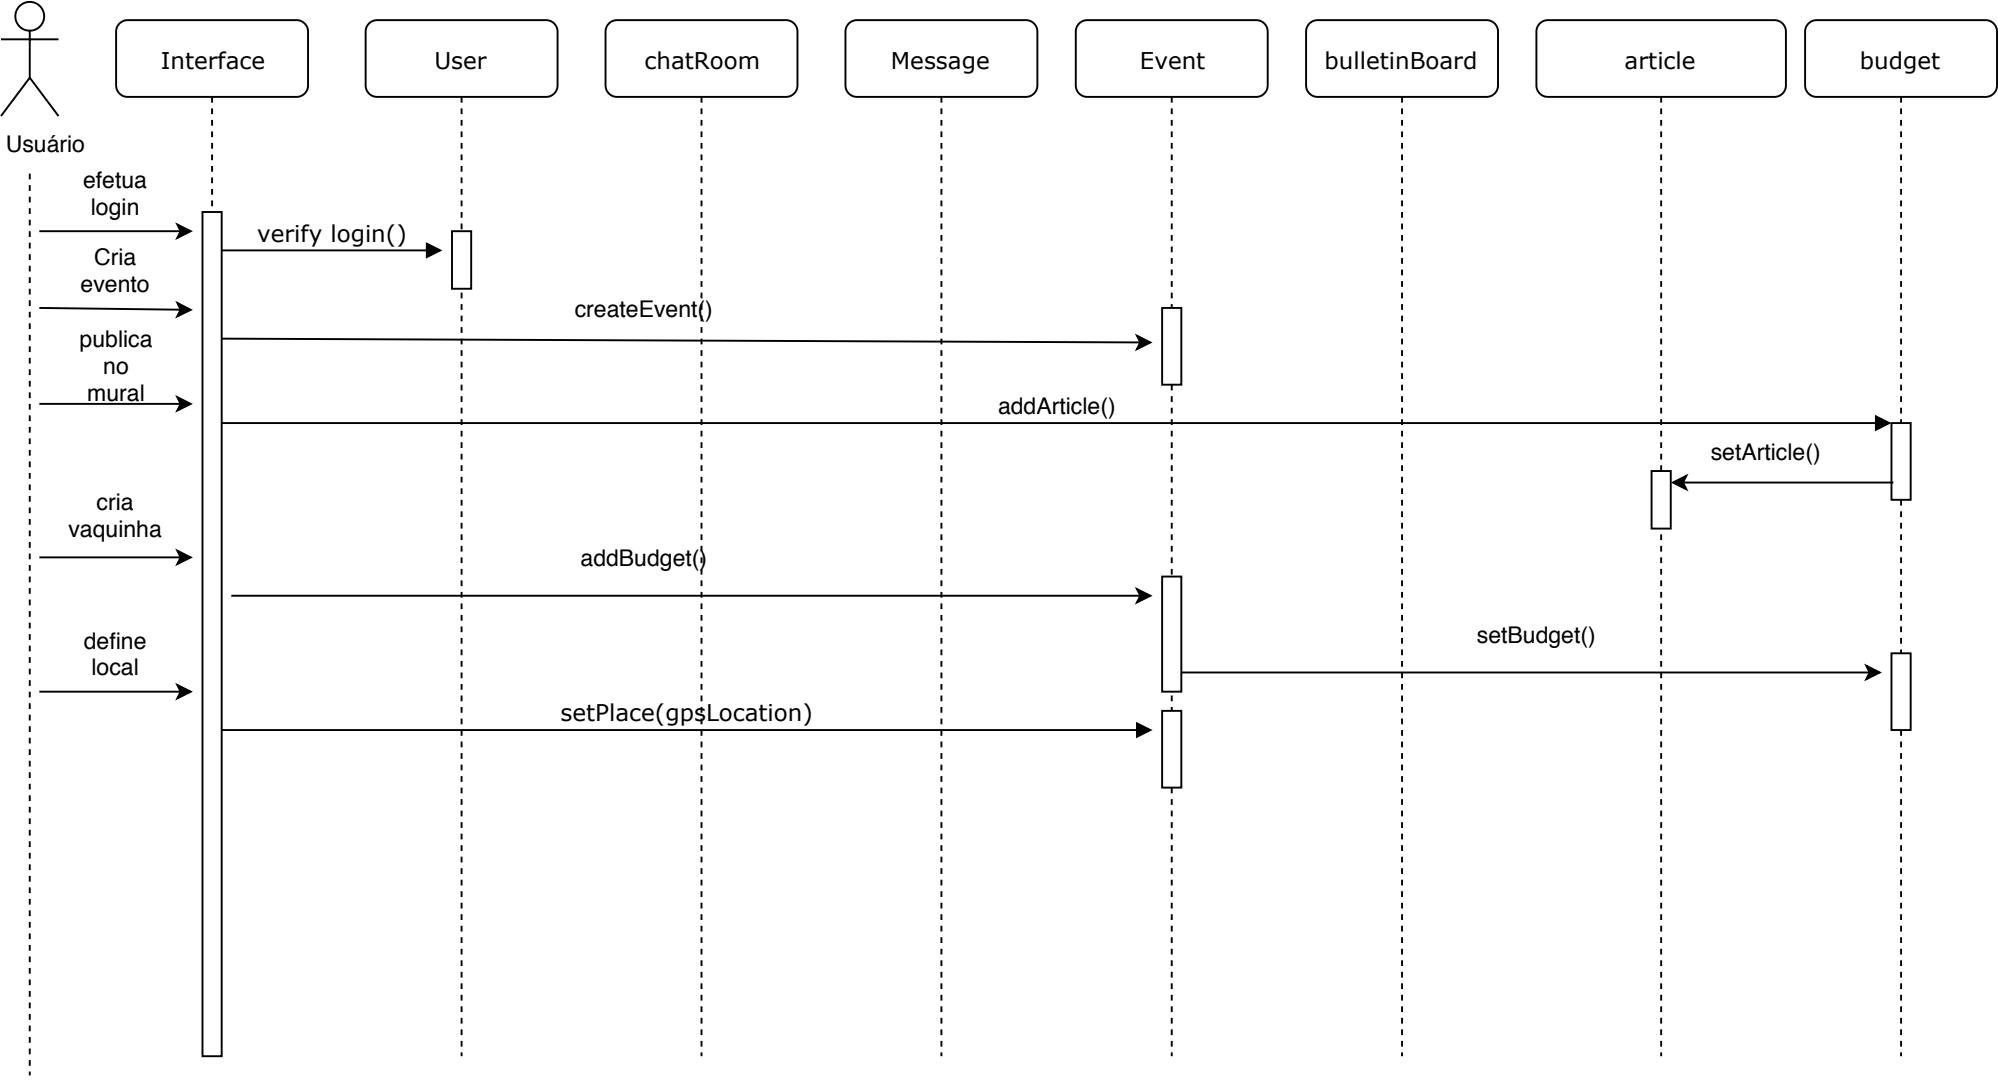 Interface
User
chatRoom
Message
Event
bulletinBoard
article
budget
Usuário
efetua
login
verify login()
Cria
evento
createEvent()
publica
no
mural
addArticle()
setArticle()
cria
vaquinha
addBudget()
define
local
setBudget()
setPlace(gpsLocation)